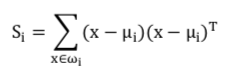 Sᵢ = ∑ (x − μᵢ)(x − μᵢ)ᵀ
x∈ωᵢ